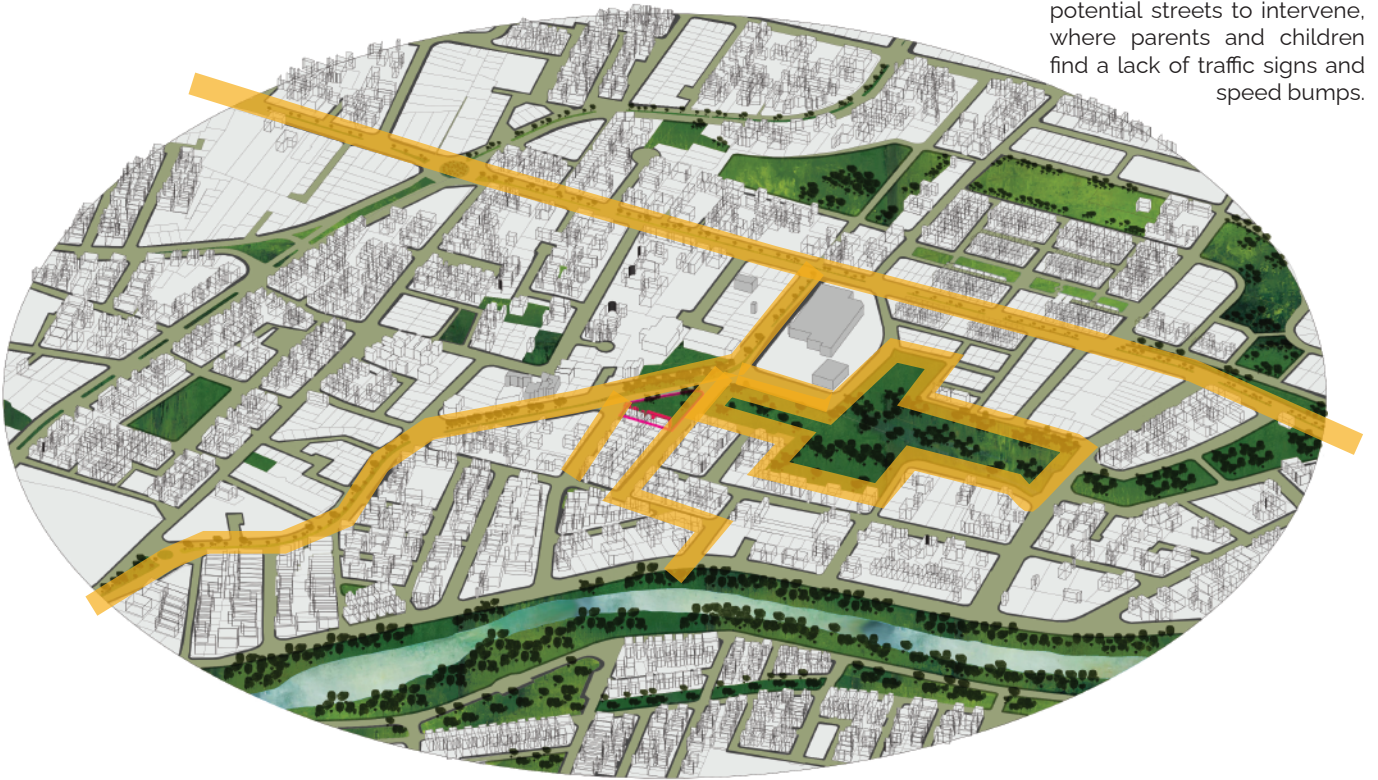 potential streets to intervene,
where parents and children
find a lack of traffic signs and
speed bumps.